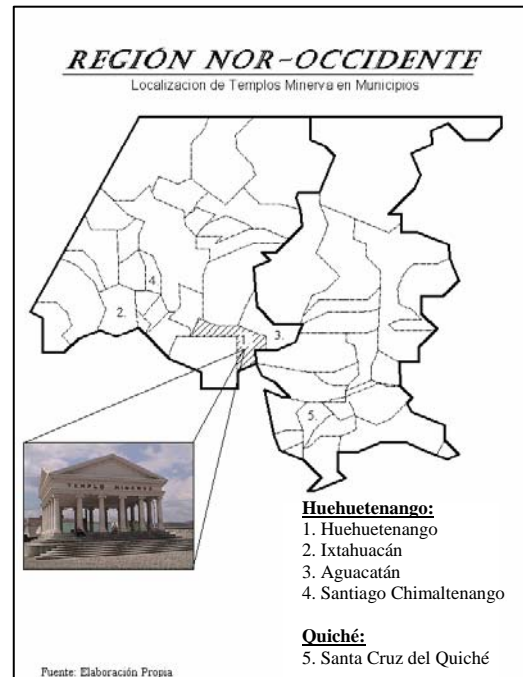 REGIÓN NOR-OCCIDENTE
Localizacion de Templos Minerva en Municipios
4.
2.
1
3.
5.
TEMPLO MINERVA
Huehuetenango:
1. Huehuetenango
2. Ixtahuacán
3. Aguacatán
4. Santiago Chimaltenango
Quiché:
5. Santa Cruz del Quiché
Fuente: Elaboración Propia